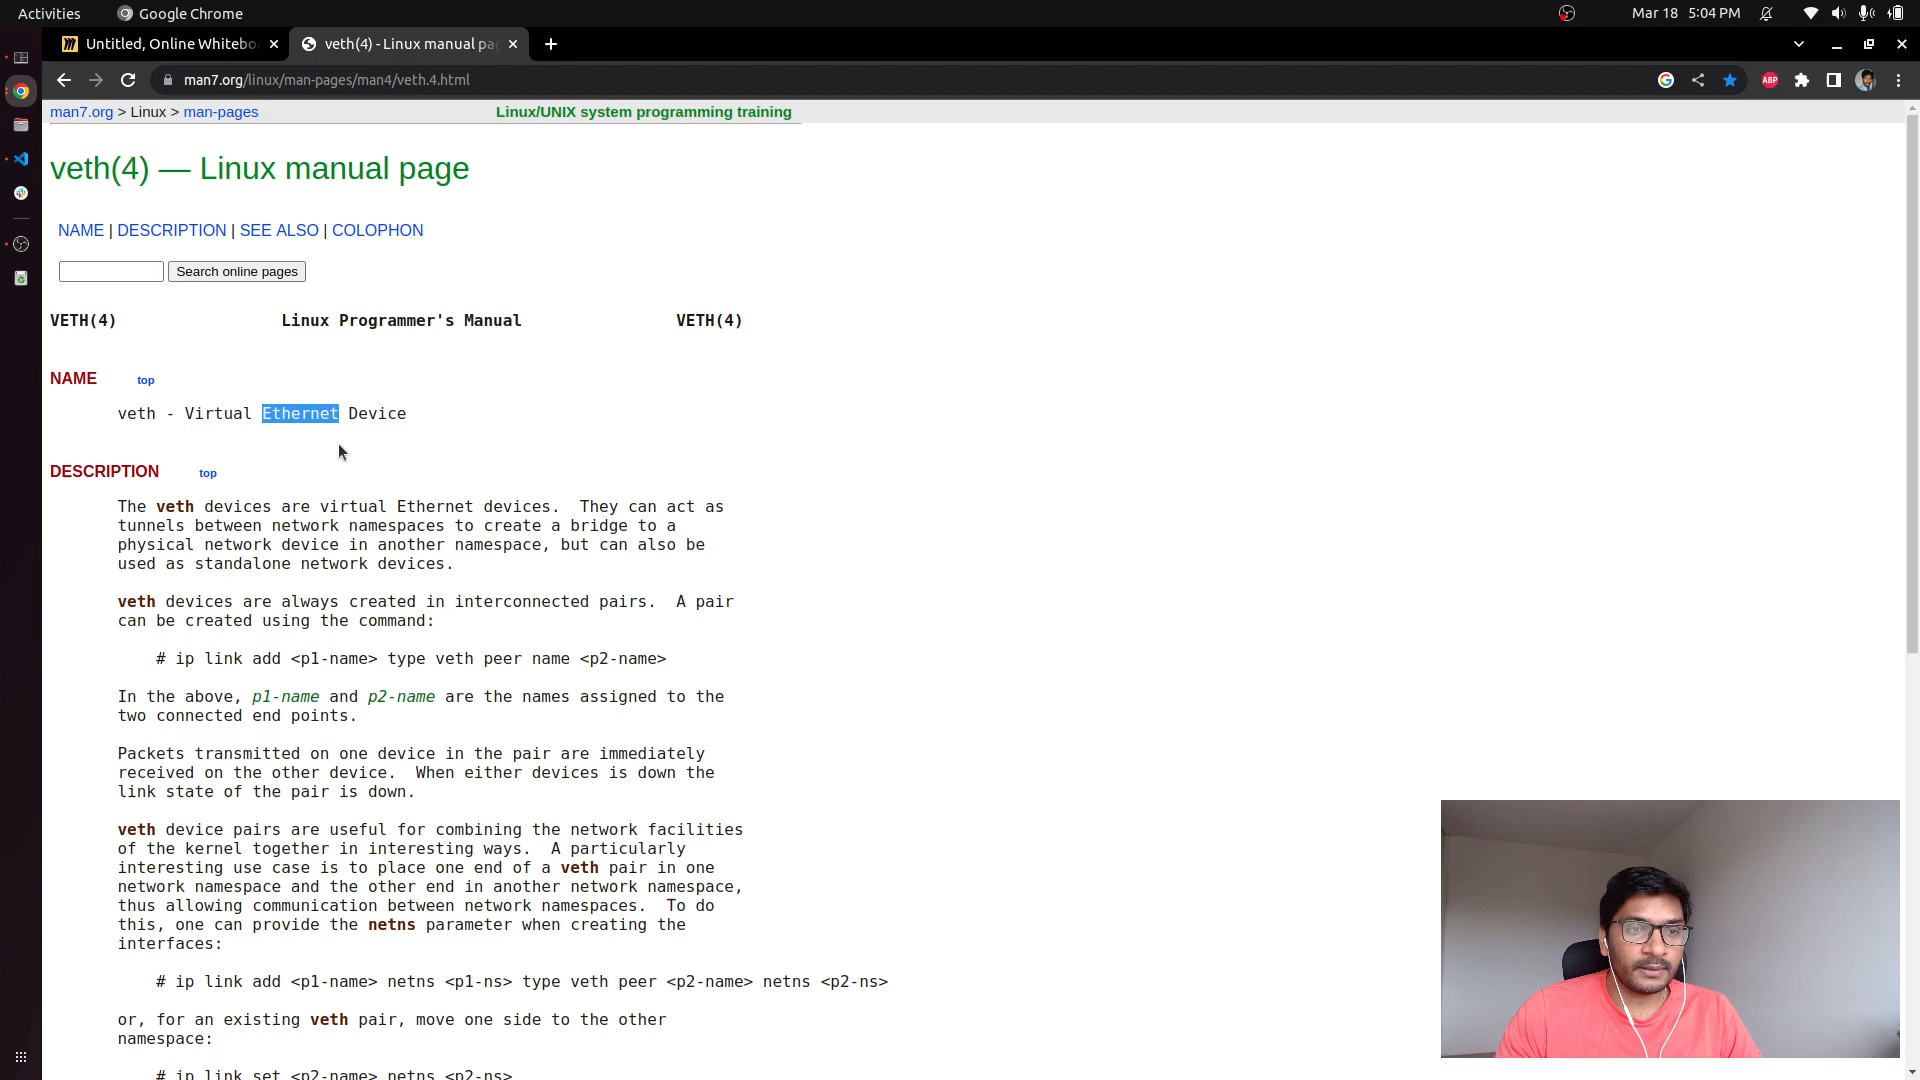 Activities
Google Chrome
Mar 18 5:04 PM
Untitled, Online Whitebo
veth(4) - Linux manual pag
man7.org/linux/man-pages/man4/veth.4.html
ABP
man7.org > Linux > man-pages
Linux/UNIX system programming training
veth(4) — Linux manual page
NAME | DESCRIPTION | SEE ALSO | COLOPHON
Search online pages
VETH(4) Linux Programmer's Manual VETH(4)
NAME top
veth - Virtual Ethernet Device
DESCRIPTION top
The veth devices are virtual Ethernet devices. They can act as
tunnels between network namespaces to create a bridge to a
physical network device in another namespace, but can also be
used as standalone network devices.
veth devices are always created in interconnected pairs. A pair
can be created using the command:
# ip link add <p1-name> type veth peer name <p2-name>
In the above, p1-name and p2-name are the names assigned to the
two connected end points.
Packets transmitted on one device in the pair are immediately
received on the other device. When either devices is down the
link state of the pair is down.
veth device pairs are useful for combining the network facilities
of the kernel together in interesting ways. A particularly
interesting use case is to place one end of a veth pair in one
network namespace and the other end in another network namespace,
thus allowing communication between network namespaces. To do
this, one can provide the netns parameter when creating the
interfaces:
# ip link add <p1-name> netns <p1-ns> type veth peer <p2-name> netns <p2-ns>
or, for an existing veth pair, move one side to the other
namespace:
# ip link set <p2-name> netns <p2-ns>